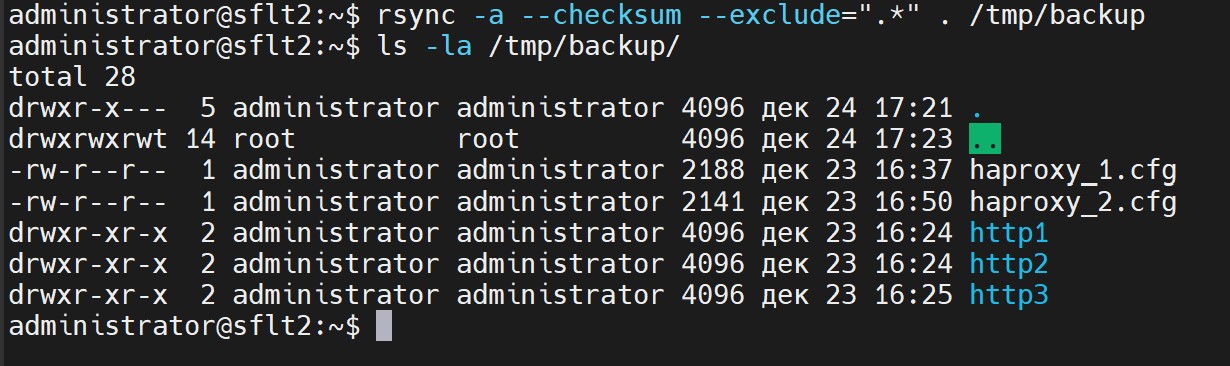 administrator@sflt2:~$ rsync -a --checksum --exclude=".*" . /tmp/backup
administrator@sflt2:~$ ls -la /tmp/backup/
total 28
drwxr-x---  5 administrator administrator 4096 дек 24 17:21 .
drwxrwxrwt 14 root          root          4096 дек 24 17:23 ..
-rw-r--r--  1 administrator administrator 2188 дек 23 16:37 haproxy_1.cfg
-rw-r--r--  1 administrator administrator 2141 дек 23 16:50 haproxy_2.cfg
drwxr-xr-x  2 administrator administrator 4096 дек 23 16:24 http1
drwxr-xr-x  2 administrator administrator 4096 дек 23 16:24 http2
drwxr-xr-x  2 administrator administrator 4096 дек 23 16:25 http3
administrator@sflt2:~$